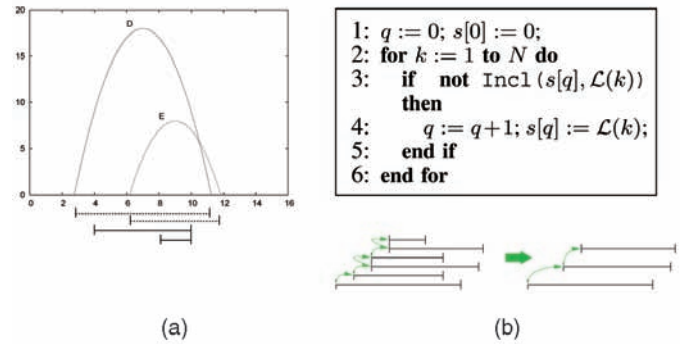 20
15
10
5
0
D
E
0 2 4 6 8 10 12 14 16
(a)
1: q := 0; s[0] := 0;
2: for k := 1 to N do
3: if not Incl(s[q], ℒ(k))
then
4: q := q+1; s[q] := ℒ(k);
5: end if
6: end for
(b)